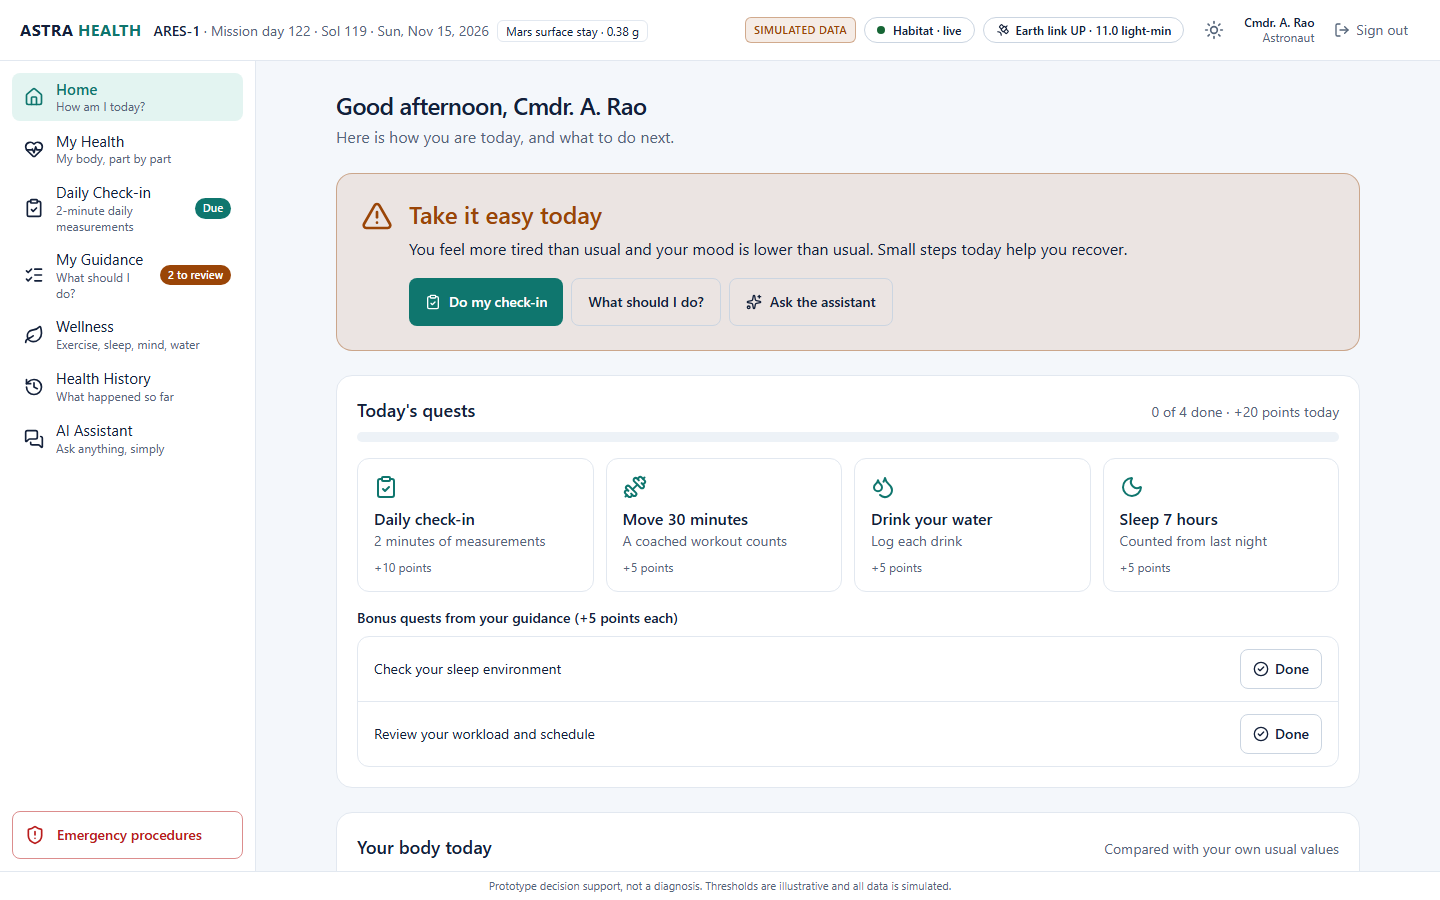 ASTRA HEALTH ARES-1 · Mission day 122 · Sol 119 · Sun, Nov 15, 2026 Mars surface stay · 0.38 g
SIMULATED DATA
Habitat · live
Earth link UP · 11.0 light-min
Cmdr. A. Rao
Astronaut
Sign out
Home
How am I today?
My Health
My body, part by part
Daily Check-in
2-minute daily
measurements
Due
My Guidance
What should I
do?
2 to review
Wellness
Exercise, sleep, mind, water
Health History
What happened so far
AI Assistant
Ask anything, simply
Emergency procedures
Good afternoon, Cmdr. A. Rao
Here is how you are today, and what to do next.
Take it easy today
You feel more tired than usual and your mood is lower than usual. Small steps today help you recover.
Do my check-in
What should I do?
Ask the assistant
Today's quests
0 of 4 done · +20 points today
Daily check-in
2 minutes of measurements
+10 points
Move 30 minutes
A coached workout counts
+5 points
Drink your water
Log each drink
+5 points
Sleep 7 hours
Counted from last night
+5 points
Bonus quests from your guidance (+5 points each)
Check your sleep environment
Done
Review your workload and schedule
Done
Your body today
Compared with your own usual values
Prototype decision support, not a diagnosis. Thresholds are illustrative and all data is simulated.